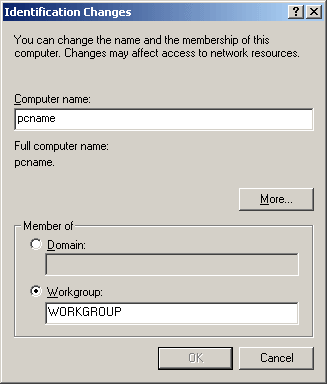 Identification Changes
You can change the name and the membership of this
computer. Changes may affect access to network resources.
Computer name:
pcname
Full computer name:
pcname.
More...
Member of
Domain:
Workgroup:
WORKGROUP
OK
Cancel